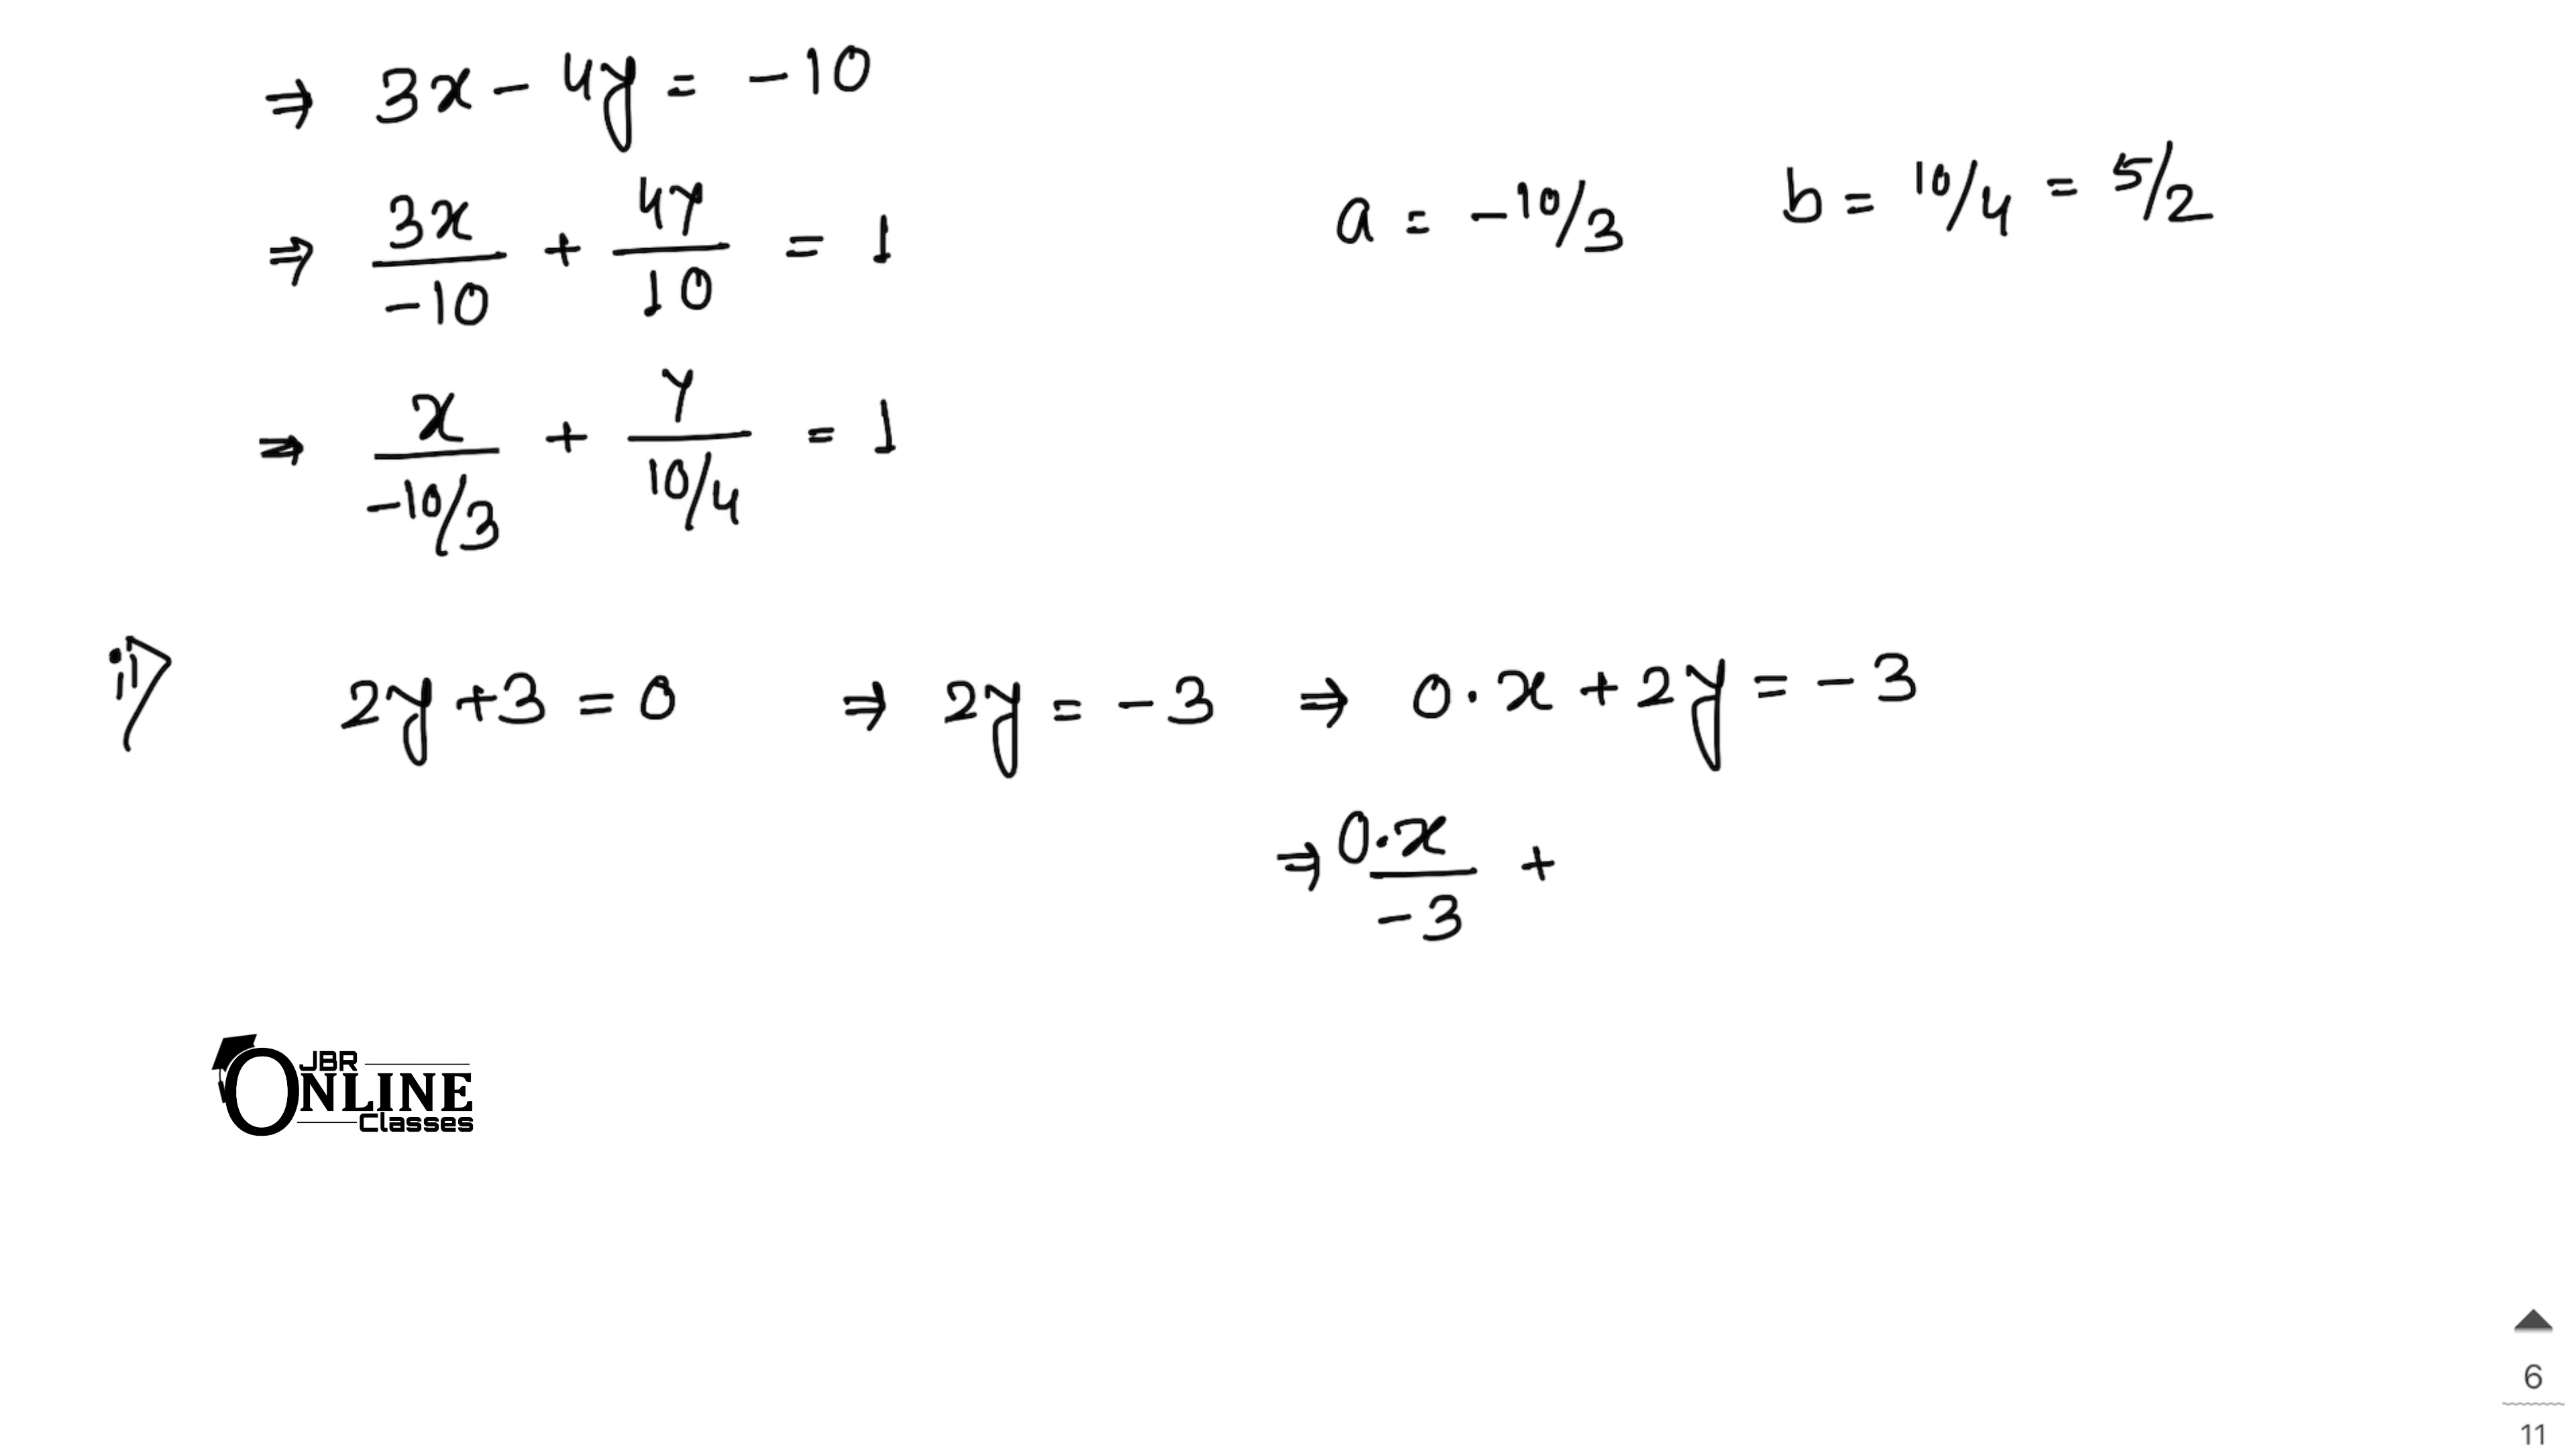 ⇒ 3x - 4y = -10
⇒ 3x/-10 + 4y/10 = 1
a = -10/3 b = 10/4 = 5/2
⇒ x/-10/3 + y/10/4 = 1
ii) 2y+3 = 0 ⇒ 2y = -3 ⇒ 0·x + 2y = -3
⇒ 0·x/-3 +
JBR
ONLINE
Classes
6
11